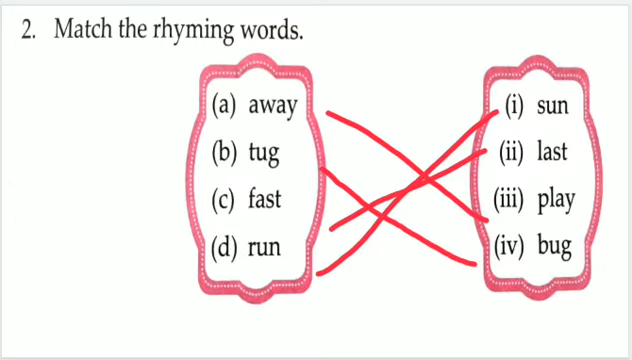 2. Match the rhyming words.
(a) away (i) sun
(b) tug (ii) last
(c) fast (iii) play
(d) run (iv) bug